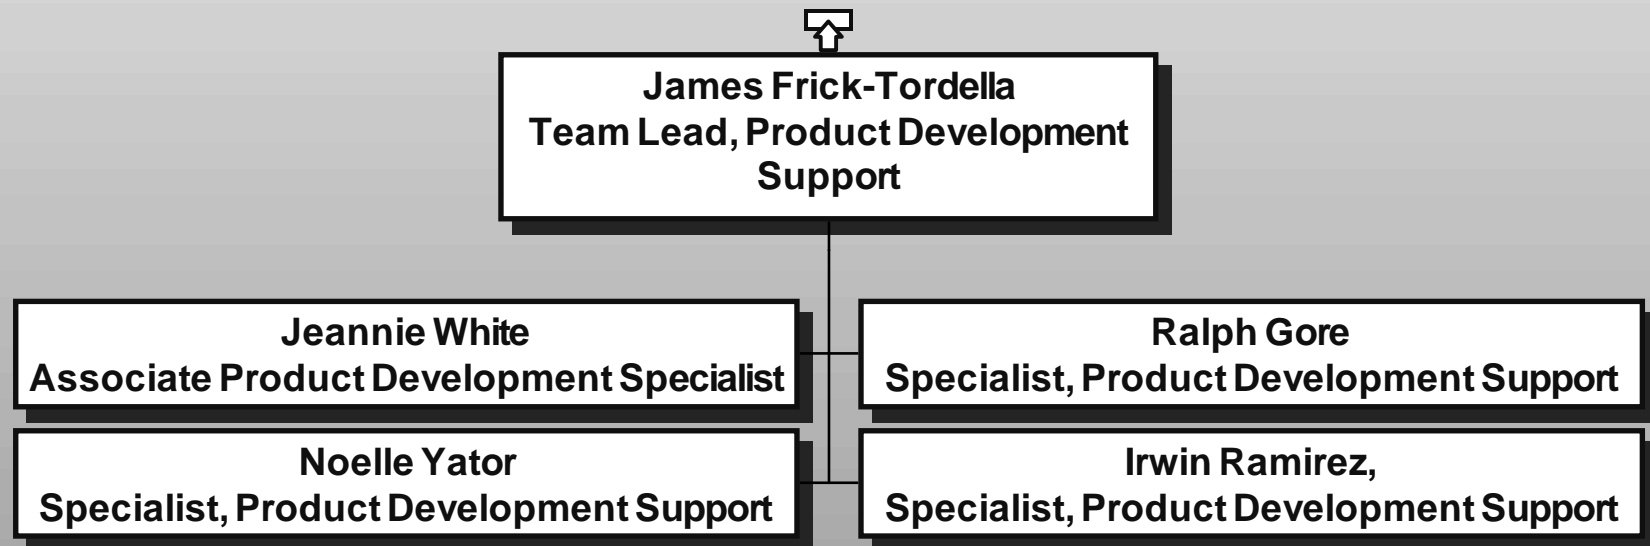 James Frick-Tordella
Team Lead, Product Development
Support
Jeannie White
Associate Product Development Specialist
Ralph Gore
Specialist, Product Development Support
Noelle Yator
Specialist, Product Development Support
Irwin Ramirez,
Specialist, Product Development Support